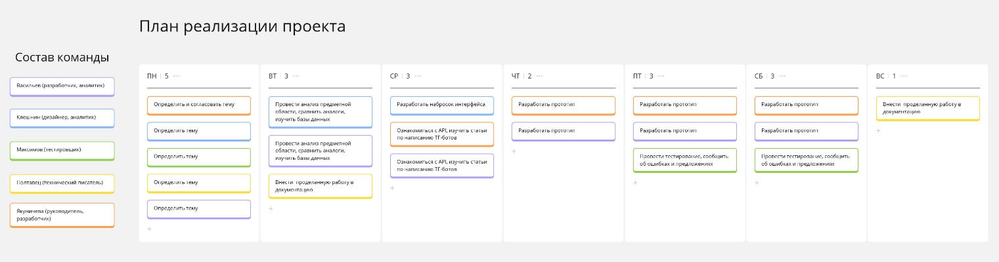 План реализации проекта
Состав команды
Васильев (разработчик, аналитик)
Клешнин (дизайнер, аналитик)
Максимов (тестировщик)
Полтавец (технический писатель)
Якуничева (руководитель,
разработчик)
ПН | 5 ···
Определить и согласовать тему
Определить тему
Определить тему
Определить тему
Определить тему
+
ВТ | 3 ···
Провести анализ предметной
области, сравнить аналоги,
изучить базы данных
Провести анализ предметной
области, сравнить аналоги,
изучить базы данных
Внести проделанную работу в
документацию
+
СР | 3 ···
Разработать набросок интерфейса
Ознакомиться с API, изучить статьи
по написанию ТГ-ботов
Ознакомиться с API, изучить статьи
по написанию ТГ-ботов
+
ЧТ | 2 ···
Разработать прототип
Разработать прототип
+
ПТ | 3 ···
Разработать прототип
Разработать прототип
Провести тестирование, сообщить
об ошибках и предложениях
+
СБ | 3 ···
Разработать прототип
Разработать прототип
Провести тестирование, сообщить
об ошибках и предложениях
+
ВС | 1 ···
Внести проделанную работу в
документацию
+